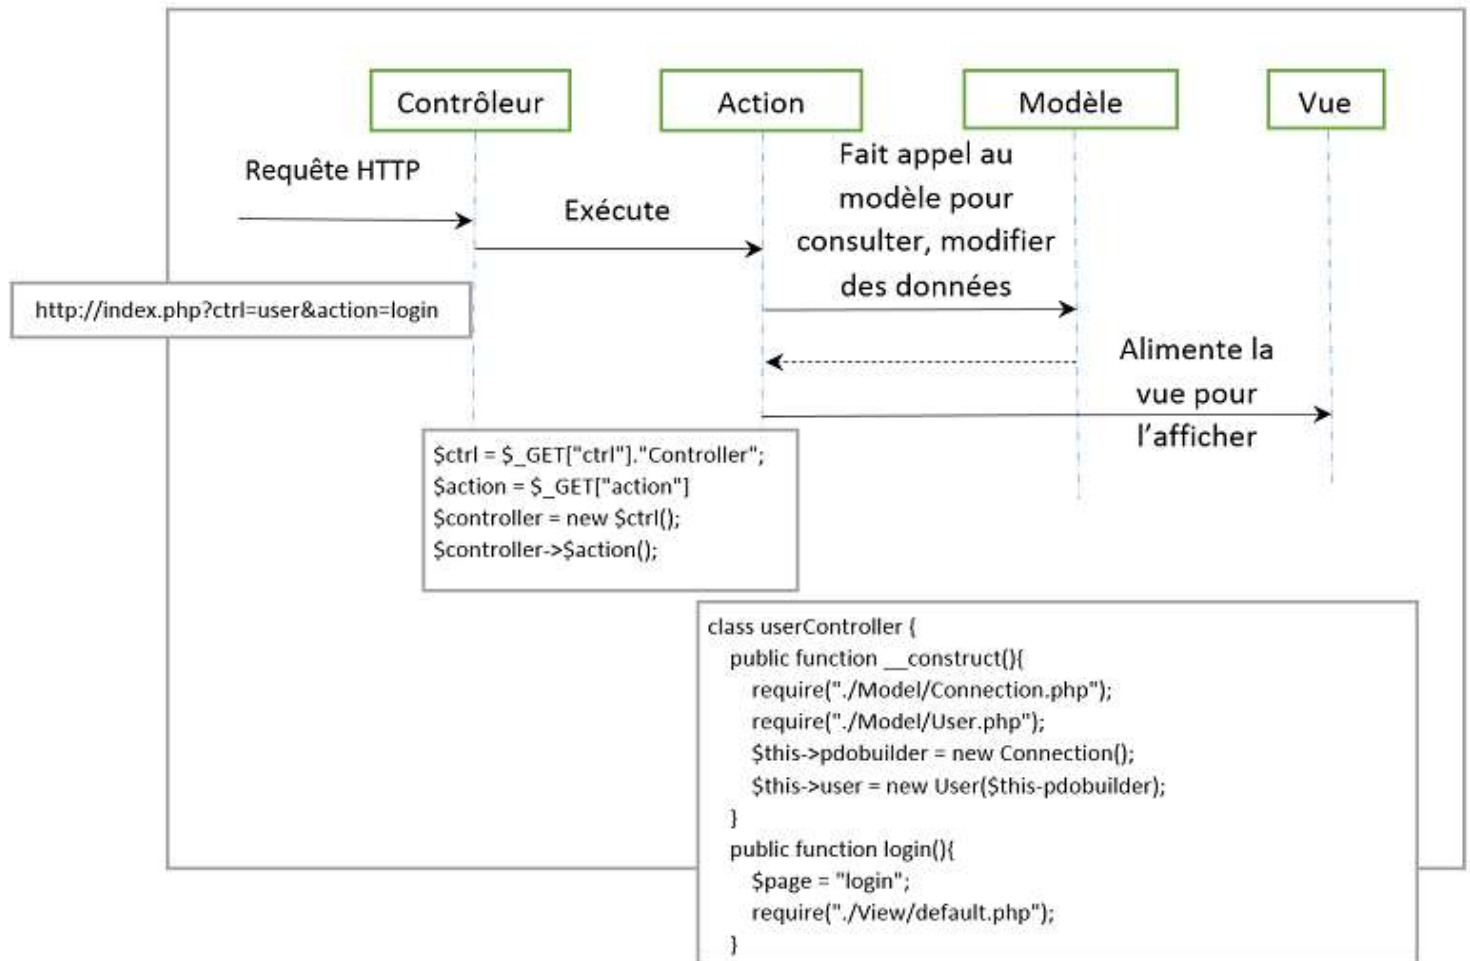 Contrôleur
Action
Modèle
Vue
Requête HTTP
Exécute
Fait appel au
modèle pour
consulter, modifier
des données
http://index.php?ctrl=user&action=login
Alimente la
vue pour
l'afficher
$ctrl = $_GET["ctrl"]."Controller";
$action = $_GET["action"]
$controller = new $ctrl();
$controller->$action();
class userController {
public function __construct(){
require("./Model/Connection.php");
require("./Model/User.php");
$this->pdobuilder = new Connection();
$this->user = new User($this-pdobuilder);
}
public function login(){
$page = "login";
require("./View/default.php");
}